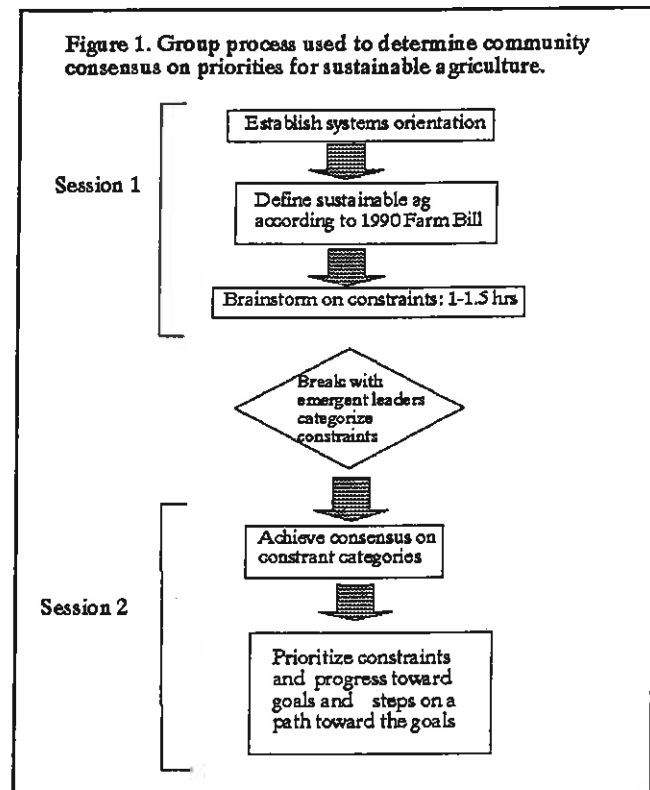 Figure 1. Group process used to determine community
consensus on priorities for sustainable agriculture.
Session 1
Establish systems orientation
Define sustainable ag
according to 1990 Farm Bill
Brainstorm on constraints: 1-1.5 hrs
Break with
emergent leaders
categorize
constraints
Session 2
Achieve consensus on
constrant categories
Prioritize constraints
and progress toward
goals and steps on a
path toward the goals